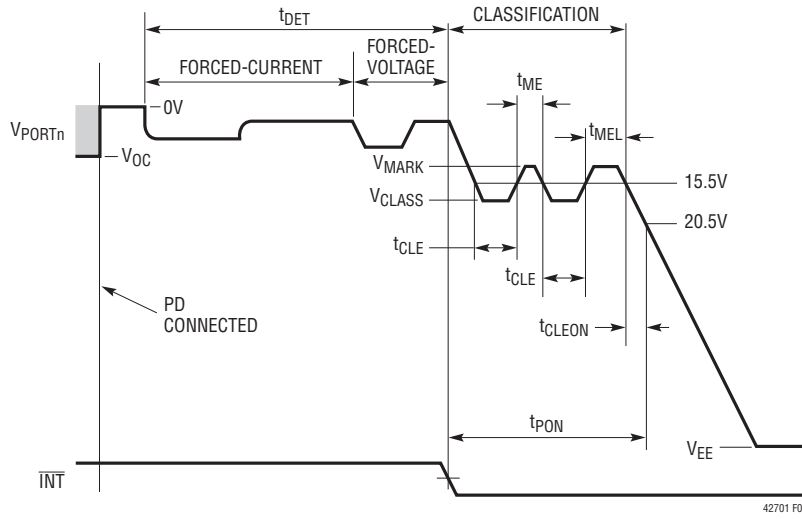 tDET
CLASSIFICATION
FORCED-CURRENT
FORCED-
VOLTAGE
tME
0V
VPORTn
VOC
tMEL
VMARK
15.5V
VCLASS
20.5V
tCLE
tCLE
PD
CONNECTED
tCLEON
tPON
VEE
INT
42701 F0